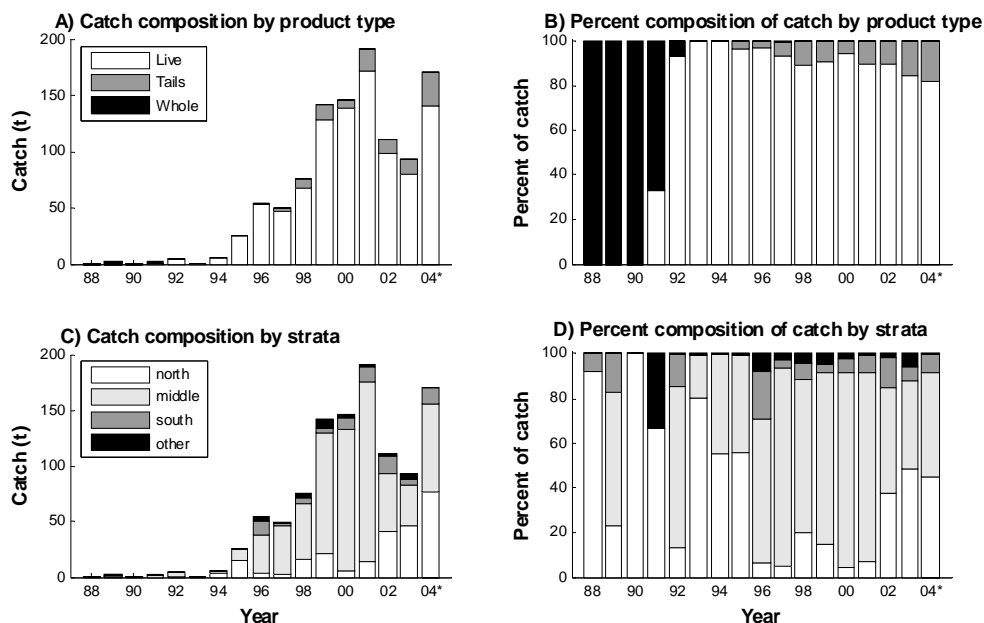 A) Catch composition by product type
200
150
100
50
0
Catch (t)
Live
Tails
Whole
88 90 92 94 96 98 00 02 04*
B) Percent composition of catch by product type
100
80
60
40
20
0
Percent of catch
88 90 92 94 96 98 00 02 04*
C) Catch composition by strata
200
150
100
50
0
Catch (t)
north
middle
south
other
88 90 92 94 96 98 00 02 04*
Year
D) Percent composition of catch by strata
100
80
60
40
20
0
Percent of catch
88 90 92 94 96 98 00 02 04*
Year